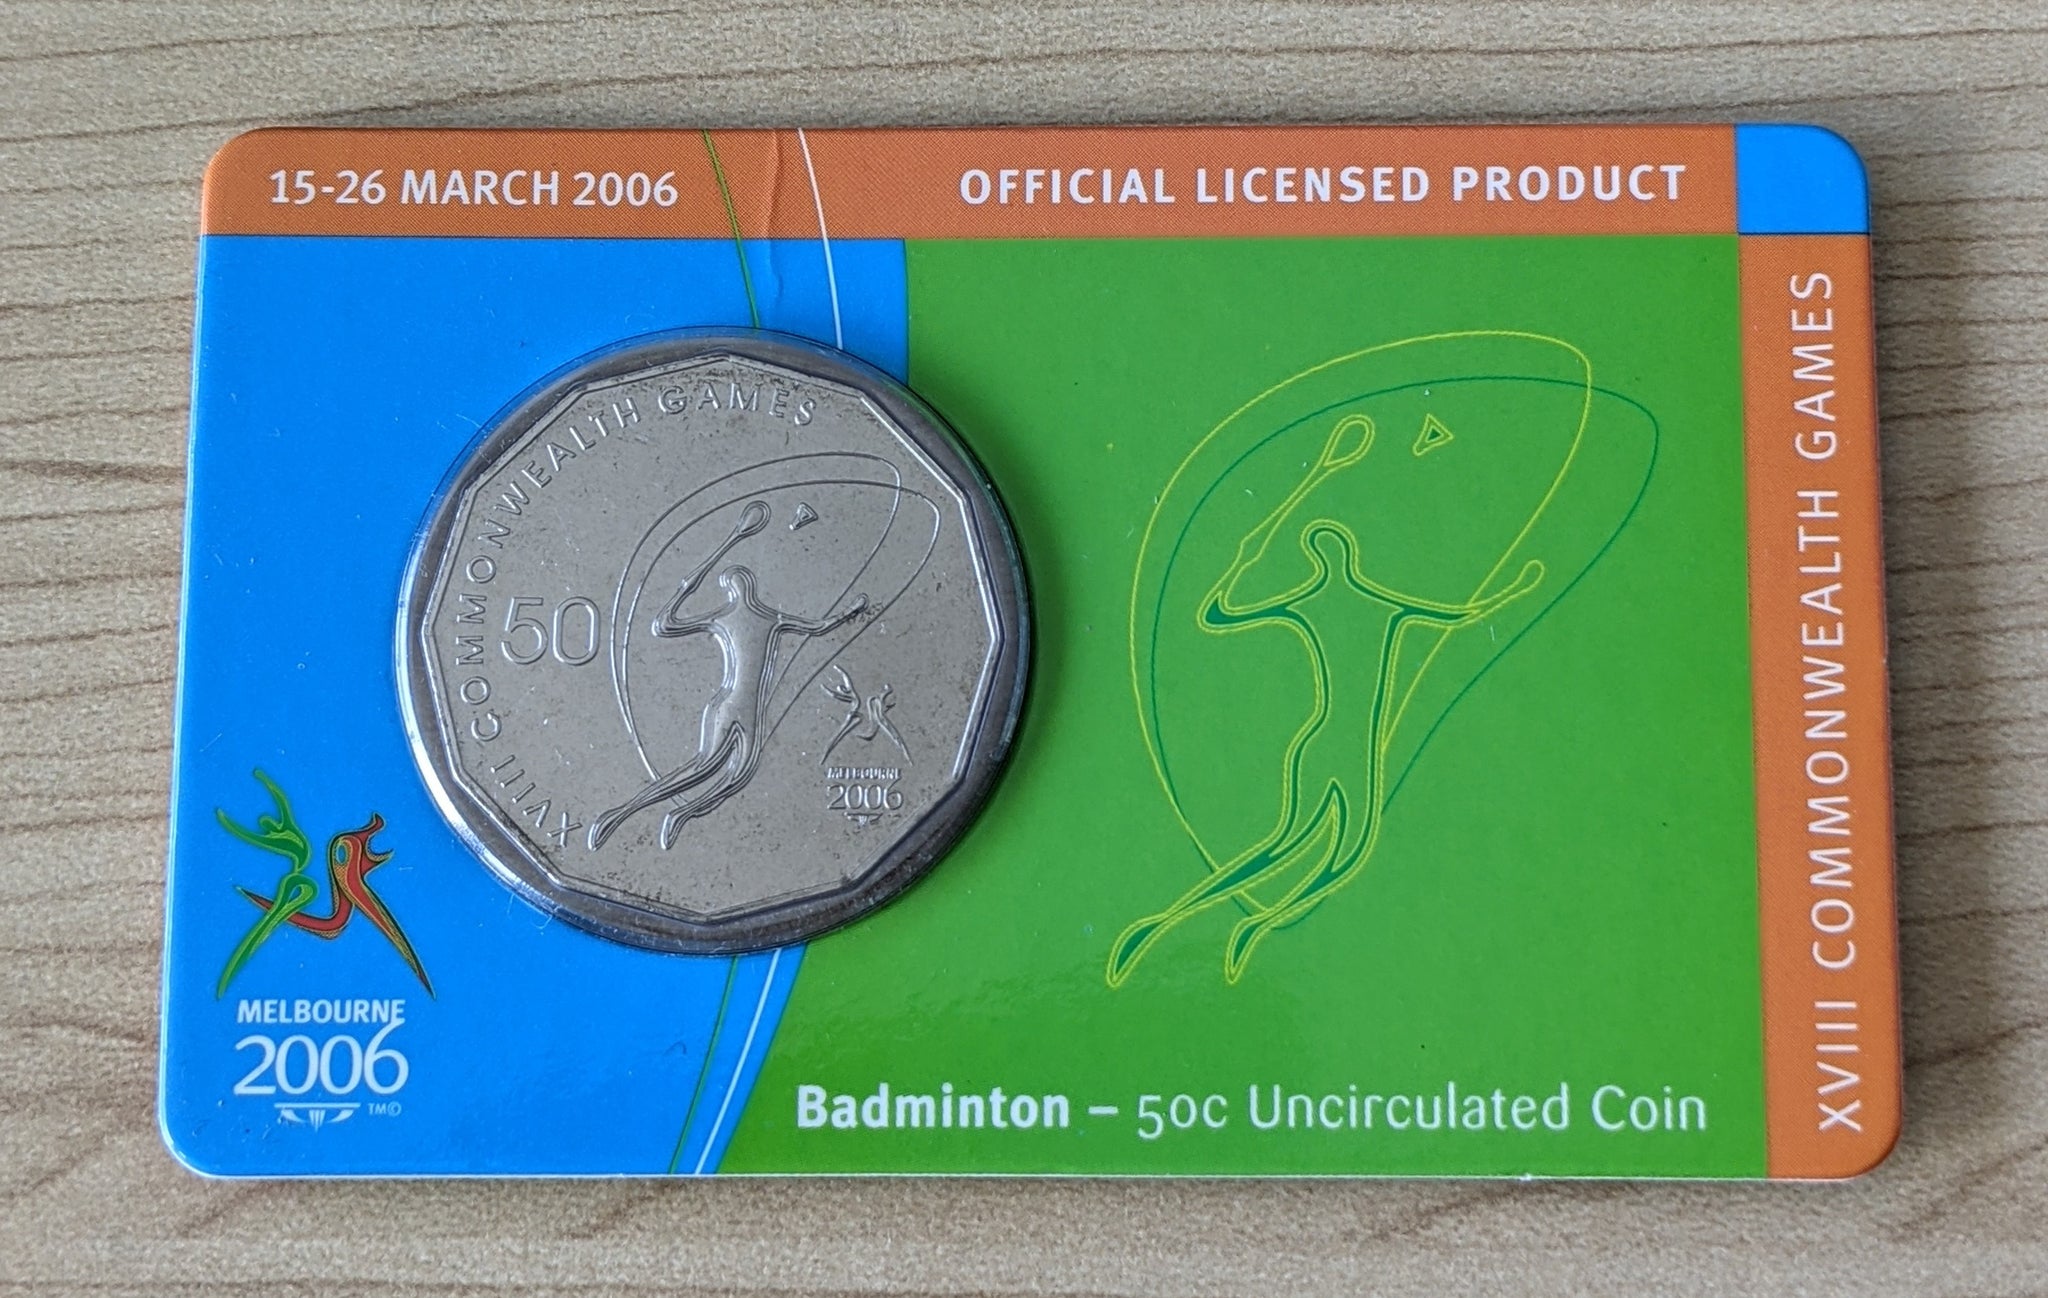 15-26 MARCH 2006
OFFICIAL LICENSED PRODUCT
XVIII COMMONWEALTH GAMES
XVIII COMMONWEALTH GAMES
50
MELBOURNE
2006
MELBOURNE
2006
TM©
Badminton – 50c Uncirculated Coin